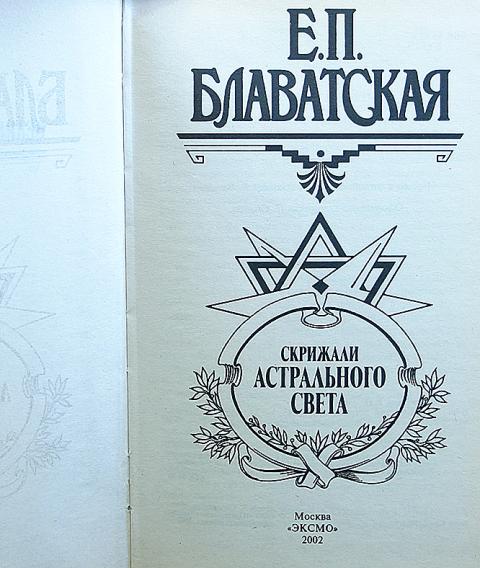 Е.П.
БЛАВАТСКАЯ
СКРИЖАЛИ
АСТРАЛЬНОГО
СВЕТА
Москва
«ЭКСМО»
2002